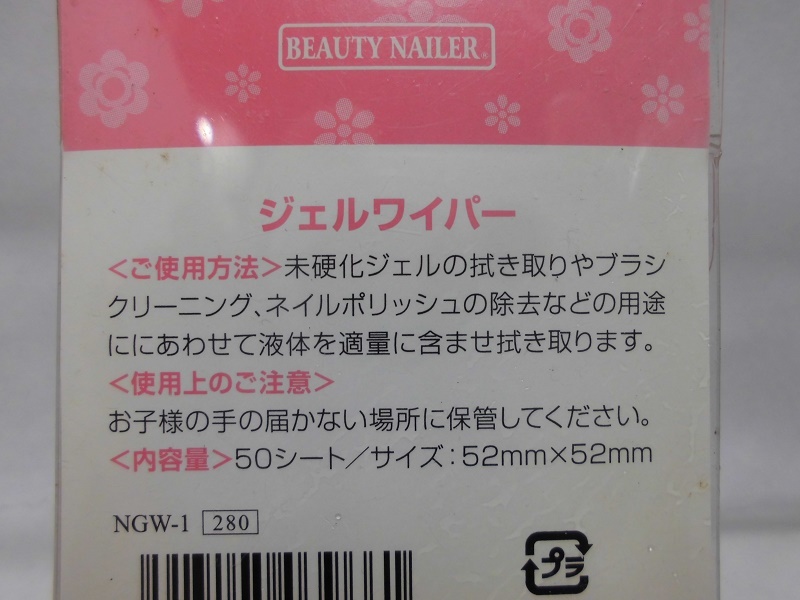 BEAUTY NAILER®
ジェルワイパー
<ご使用方法>未硬化ジェルの拭き取りやブラシ
クリーニング、ネイルポリッシュの除去などの用途
ににあわせて液体を適量に含ませ拭き取ります。
<使用上のご注意>
お子様の手の届かない場所に保管してください。
<内容量>50シート/サイズ:52mm×52mm
NGW-1 280
プラ